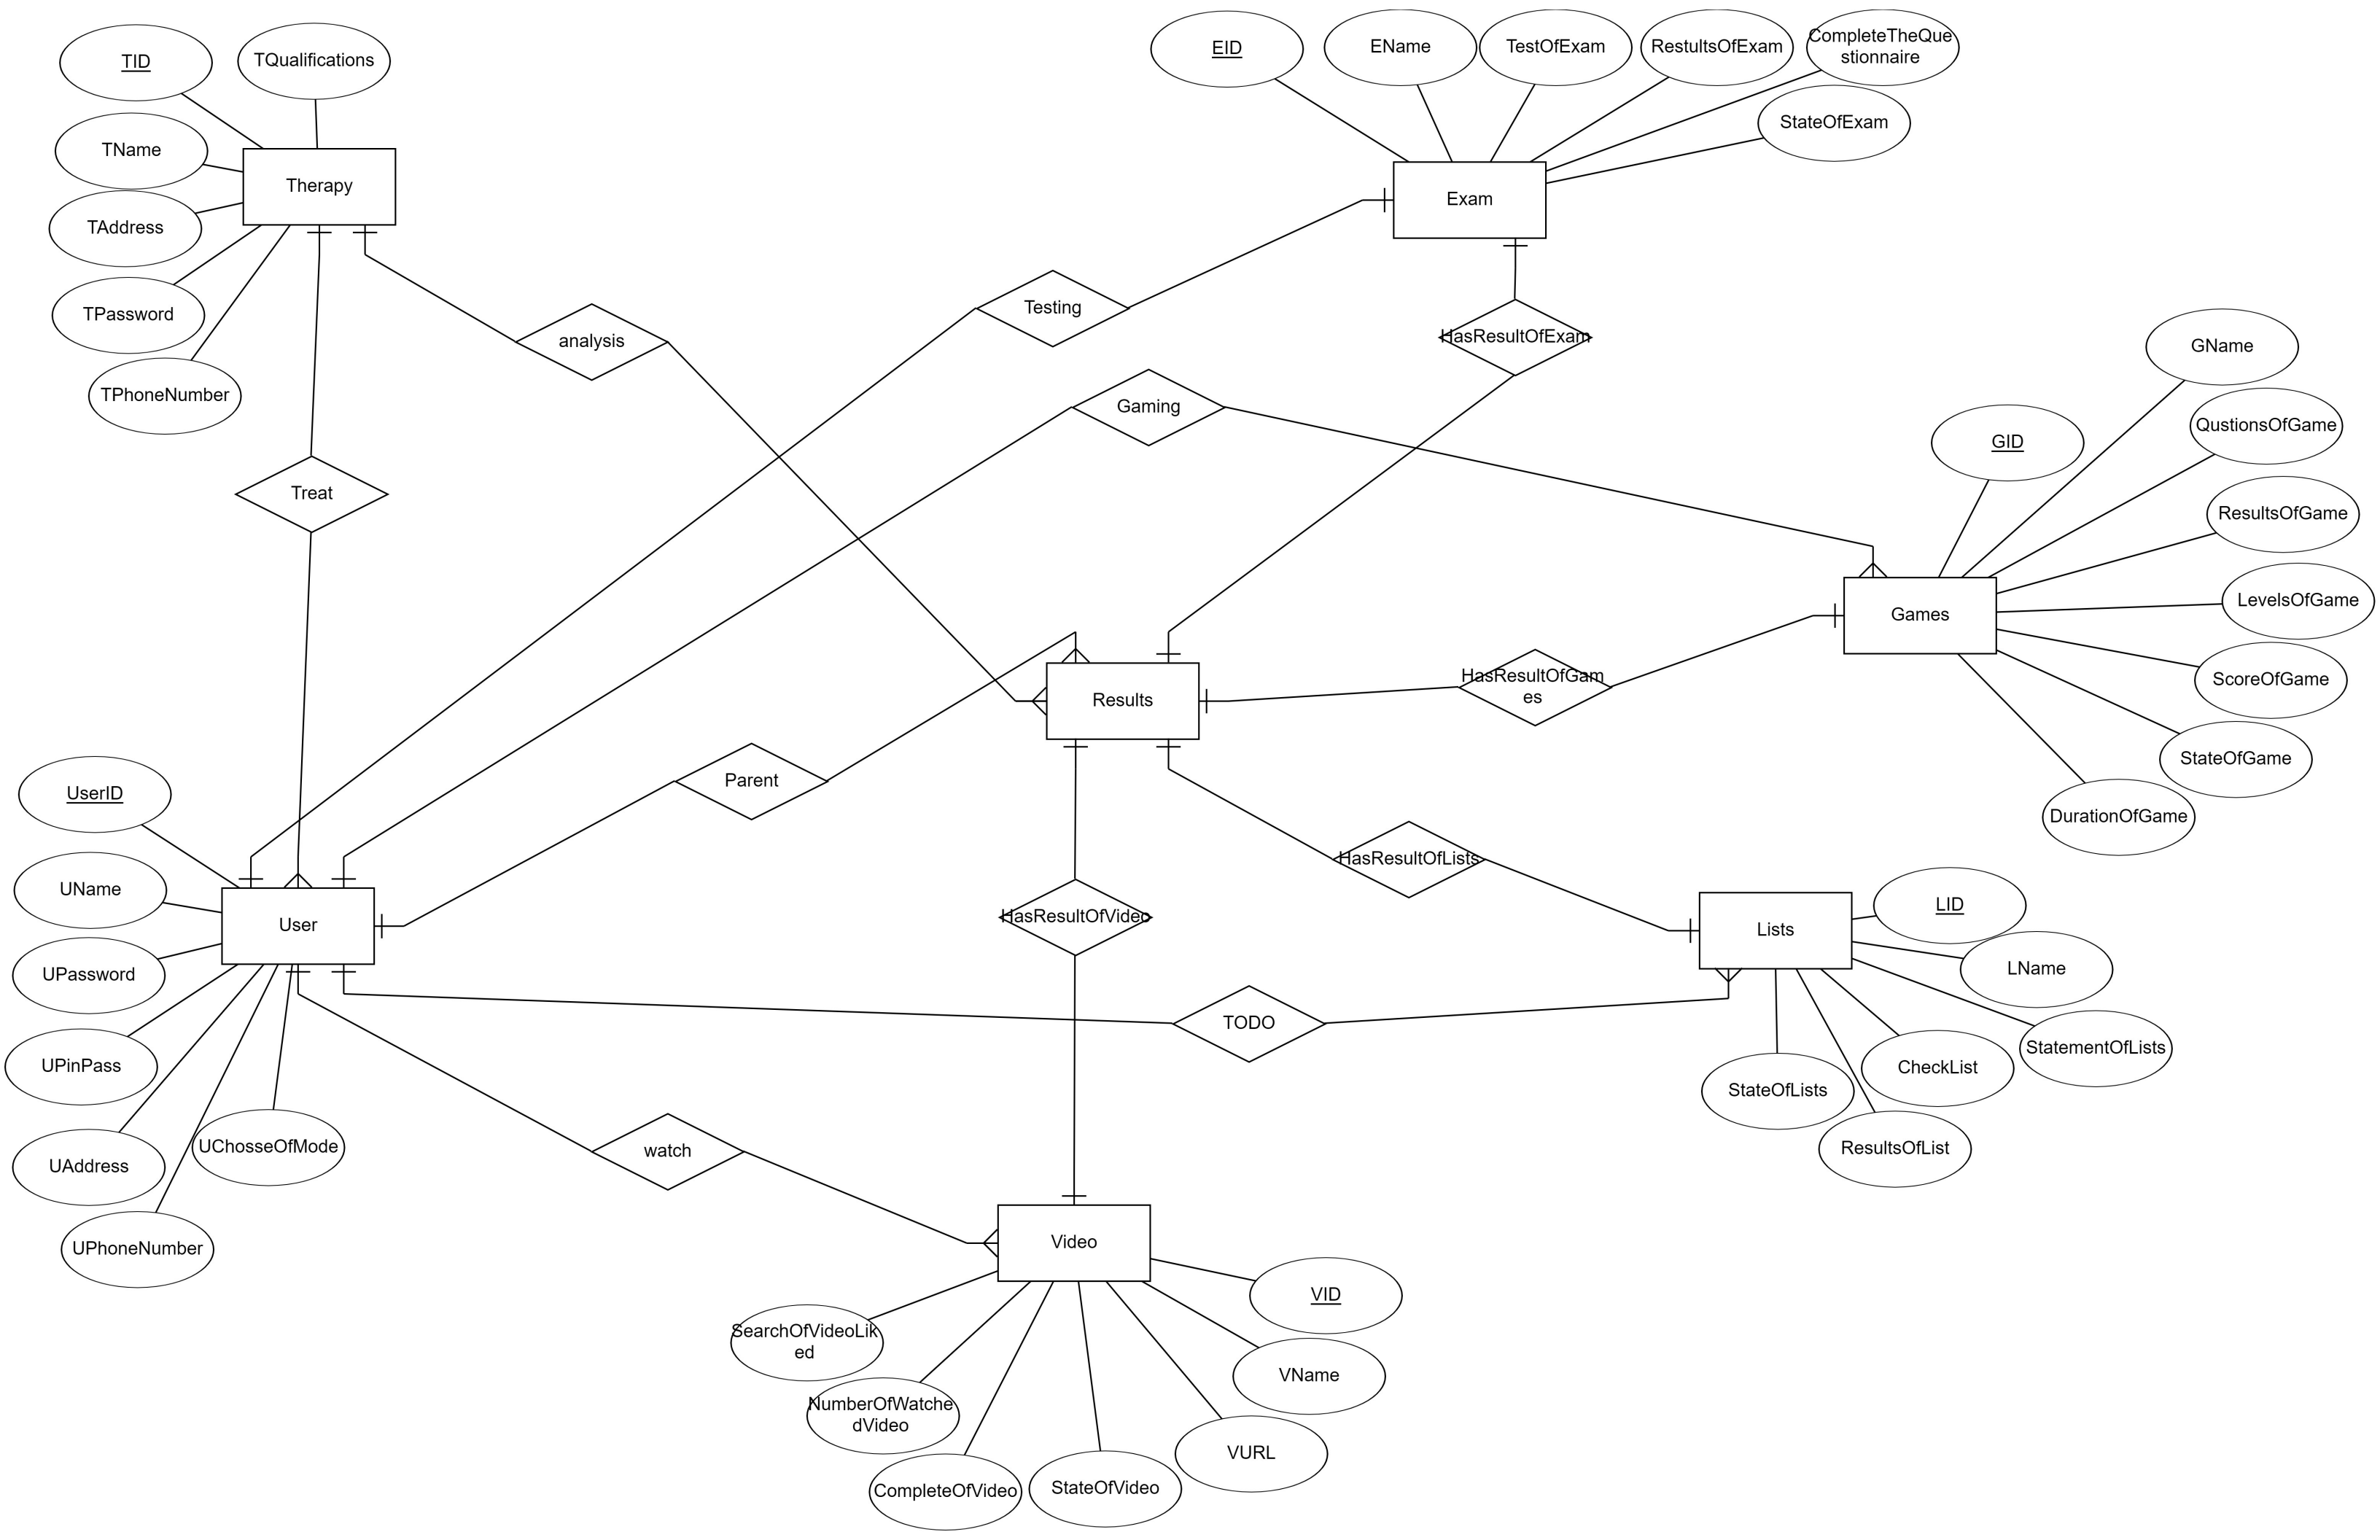 TID
TQualifications
TName
Therapy
TAddress
TPassword
TPhoneNumber
EID
EName
TestOfExam
RestultsOfExam
CompleteTheQue
stionnaire
StateOfExam
Exam
Testing
analysis
HasResultOfExam
Gaming
Treat
GName
GID
QustionsOfGame
ResultsOfGame
LevelsOfGame
Games
ScoreOfGame
StateOfGame
DurationOfGame
Results
HasResultOfGam
es
Parent
HasResultOfLists
HasResultOfVideo
UserID
UName
User
UPassword
UPinPass
UAddress
UChosseOfMode
UPhoneNumber
LID
Lists
LName
StatementOfLists
CheckList
StateOfLists
ResultsOfList
TODO
watch
Video
VID
SearchOfVideoLik
ed
VName
NumberOfWatche
dVideo
VURL
CompleteOfVideo
StateOfVideo